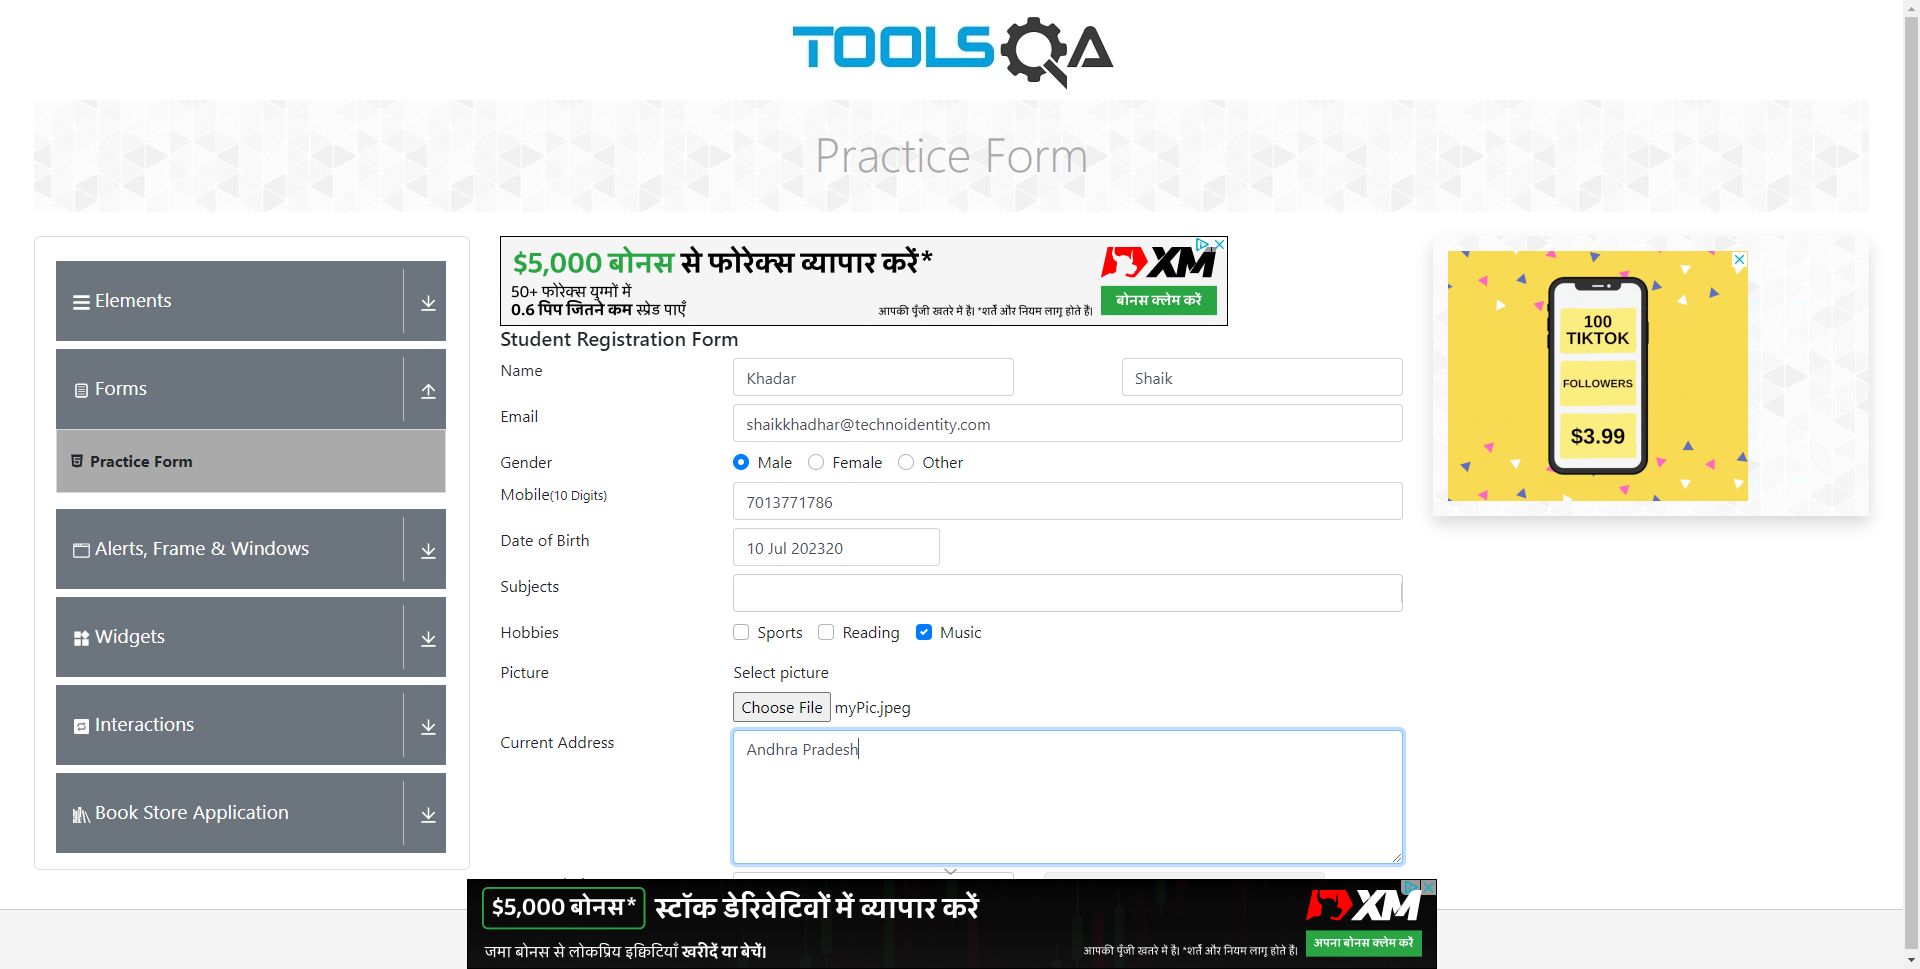 TOOLSQA
Practice Form
Elements
Forms
Practice Form
Alerts, Frame & Windows
Widgets
Interactions
Book Store Application
$5,000 बोनस से फोरेक्स व्यापार करें*
50+ फोरेक्स युग्मों में
0.6 पिप जितने कम स्प्रेड पाएँ
आपकी पूँजी खतरे में है। *शर्तें और नियम लागू होते हैं।
XM
बोनस क्लेम करें
Student Registration Form
Name
Khadar
Shaik
Email
shaikkhadhar@technoidentity.com
Gender
Male
Female
Other
Mobile(10 Digits)
7013771786
Date of Birth
10 Jul 202320
Subjects
Hobbies
Sports
Reading
Music
Picture
Select picture
Choose File myPic.jpeg
Current Address
Andhra Pradesh
100
TIKTOK
FOLLOWERS
$3.99
$5,000 बोनस* स्टॉक डेरिवेटिवों में व्यापार करें
जमा बोनस से लोकप्रिय इक्विटियाँ खरीदें या बेचें।
आपकी पूँजी खतरे में है। *शर्तें और नियम लागू होते हैं।
XM
अपना बोनस क्लेम करें